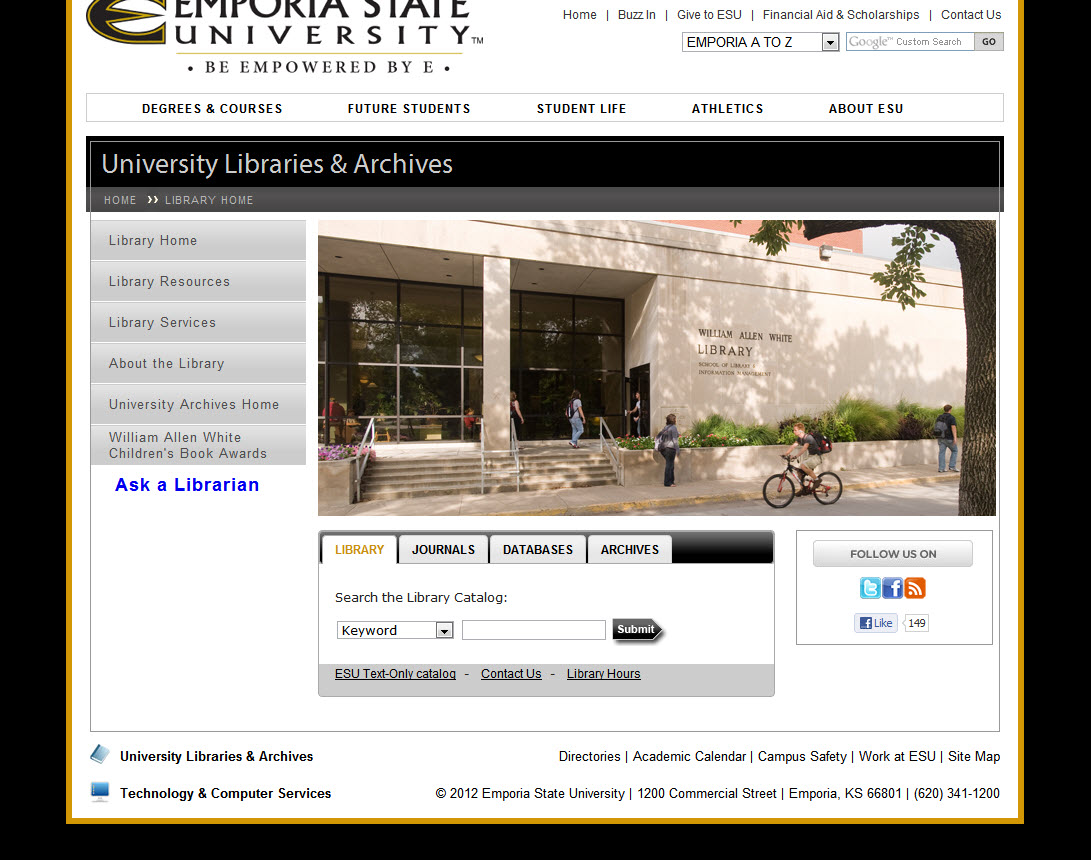 EMPORIA STATE
UNIVERSITY™
• BE EMPOWERED BY E •
Home | Buzz In | Give to ESU | Financial Aid & Scholarships | Contact Us
EMPORIA A TO Z
Google™ Custom Search
GO
DEGREES & COURSES
FUTURE STUDENTS
STUDENT LIFE
ATHLETICS
ABOUT ESU
University Libraries & Archives
HOME » LIBRARY HOME
Library Home
Library Resources
Library Services
About the Library
University Archives Home
William Allen White
Children's Book Awards
Ask a Librarian
WILLIAM ALLEN WHITE
LIBRARY
SCHOOL OF LIBRARY &
INFORMATION MANAGEMENT
LIBRARY
JOURNALS
DATABASES
ARCHIVES
Search the Library Catalog:
Keyword
Submit
ESU Text-Only catalog - Contact Us - Library Hours
FOLLOW US ON
Like 149
University Libraries & Archives
Directories | Academic Calendar | Campus Safety | Work at ESU | Site Map
Technology & Computer Services
© 2012 Emporia State University | 1200 Commercial Street | Emporia, KS 66801 | (620) 341-1200